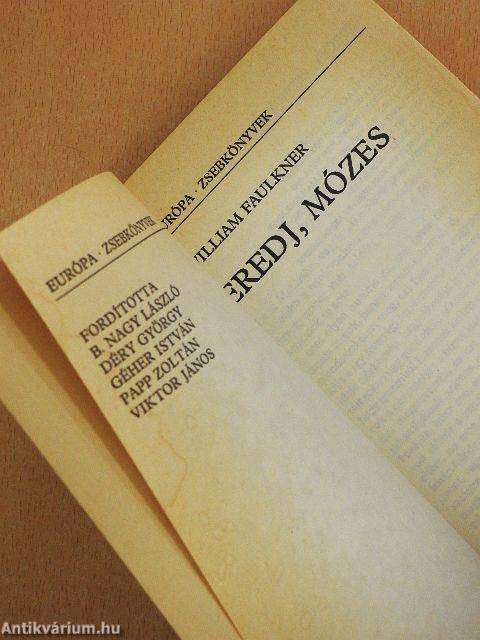 EURÓPA · ZSEBKÖNYVEK
FORDÍTOTTA
B. NAGY LÁSZLÓ
DÉRY GYÖRGY
GÉHER ISTVÁN
PAPP ZOLTÁN
VIKTOR JÁNOS
URÓPA · ZSEBKÖNYVEK
WILLIAM FAULKNER
EREDJ, MÓZES
Antikvárium.hu